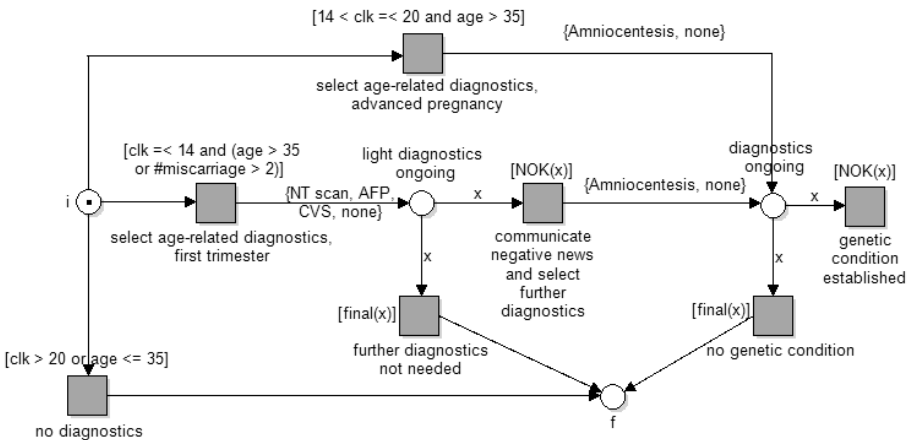 [14 < clk =< 20 and age > 35]
{Amniocentesis, none}
select age-related diagnostics,
advanced pregnancy
[clk =< 14 and (age > 35
or #miscarriage > 2)]
light diagnostics
ongoing
diagnostics
ongoing
[NOK(x)]
[NOK(x)]
{NT scan, AFP,
CVS, none}
x
{Amniocentesis, none}
x
i
select age-related diagnostics,
first trimester
communicate
negative news
and select
further
diagnostics
genetic
condition
established
x
x
[final(x)]
[final(x)]
further diagnostics
not needed
no genetic condition
[clk > 20 or age <= 35]
no diagnostics
f